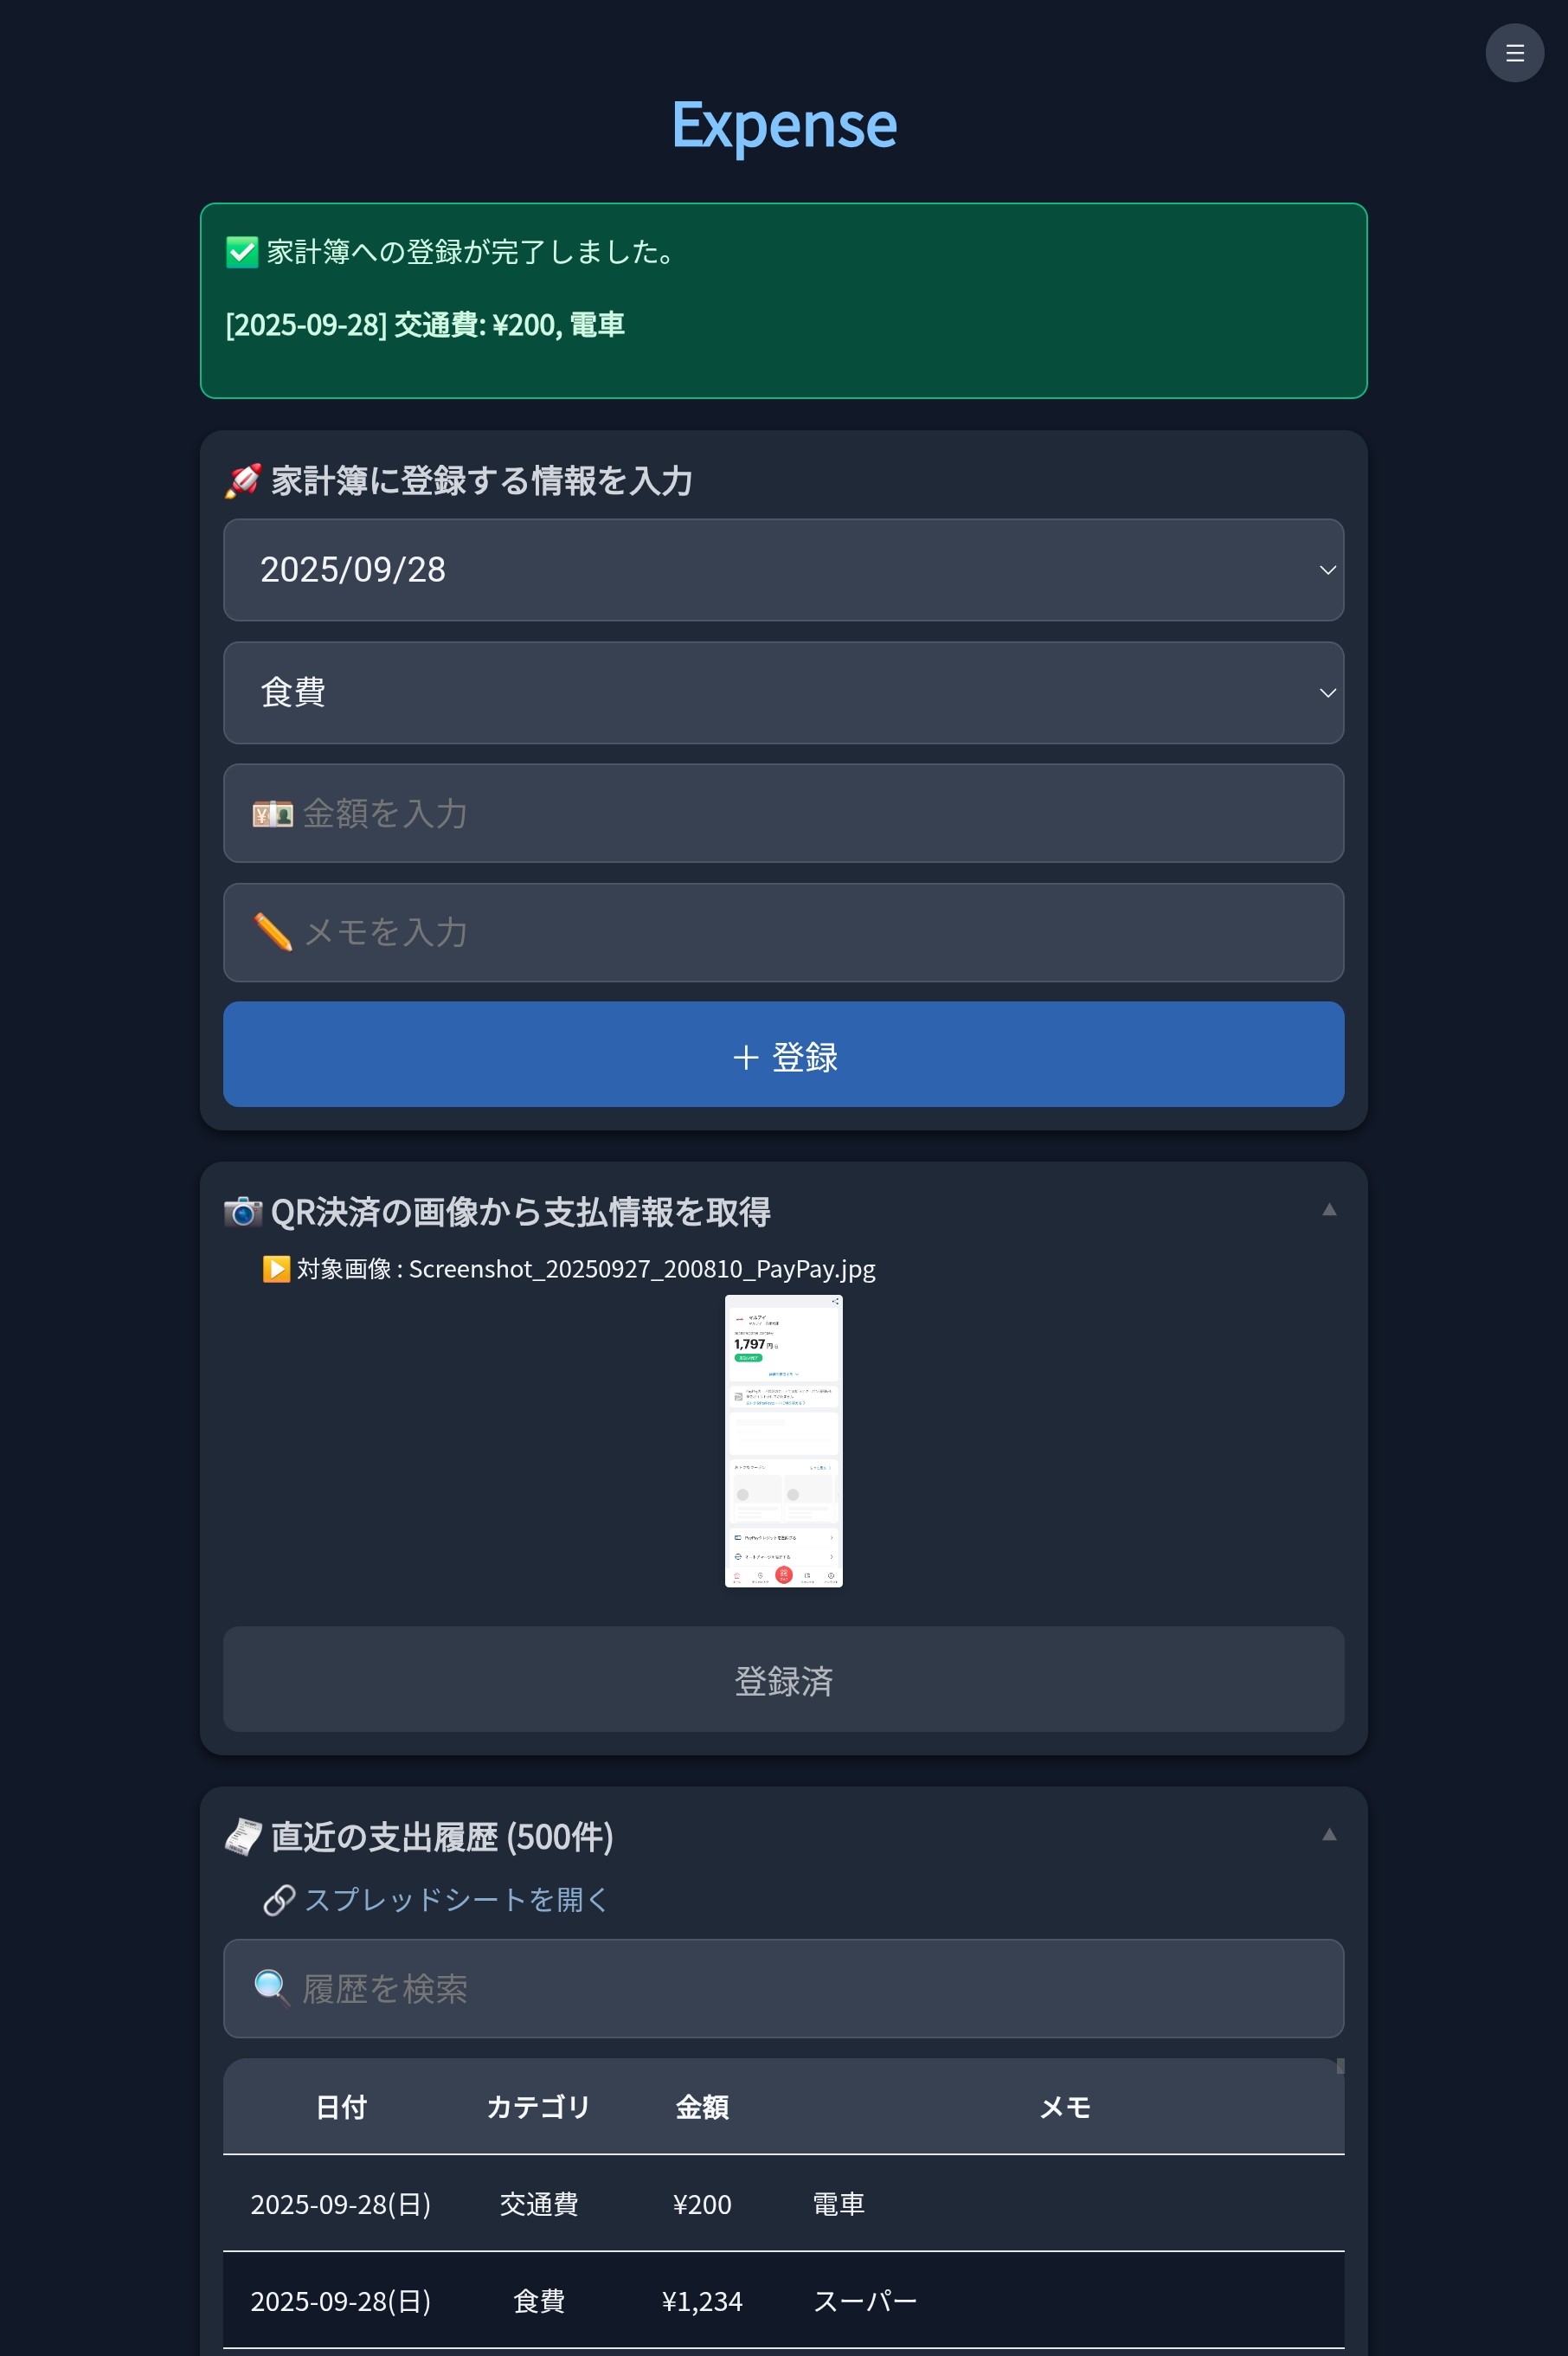 Expense
✅ 家計簿への登録が完了しました。
[2025-09-28] 交通費: ¥200, 電車
🚀 家計簿に登録する情報を入力
2025/09/28
食費
💴 金額を入力
✏️ メモを入力
＋ 登録
📷 QR決済の画像から支払情報を取得
▲
▶️ 対象画像 : Screenshot_20250927_200810_PayPay.jpg
1,797 円
登録済
🧾 直近の支出履歴 (500件)
▲
🔗 スプレッドシートを開く
🔍 履歴を検索
日付 カテゴリ 金額 メモ
2025-09-28(日) 交通費 ¥200 電車
2025-09-28(日) 食費 ¥1,234 スーパー